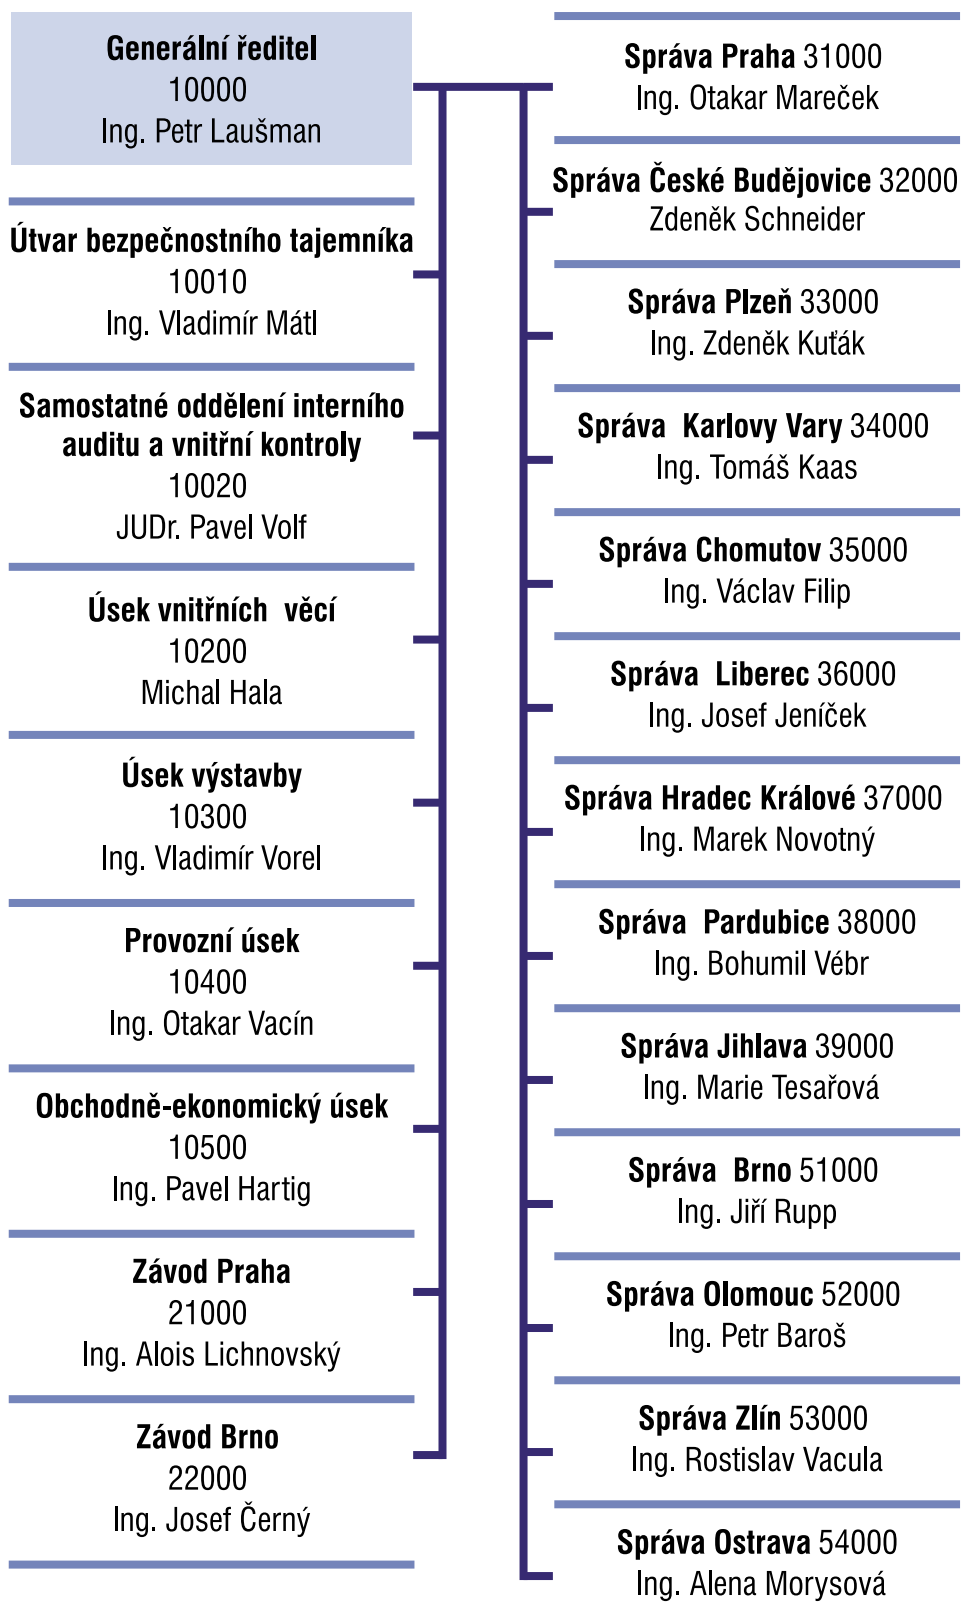 Generální ředitel
10000
Ing. Petr Laušman
Útvar bezpečnostního tajemníka
10010
Ing. Vladimír Mátl
Samostatné oddělení interního
auditu a vnitřní kontroly
10020
JUDr. Pavel Volf
Úsek vnitřních věcí
10200
Michal Hala
Úsek výstavby
10300
Ing. Vladimír Vorel
Provozní úsek
10400
Ing. Otakar Vacín
Obchodně-ekonomický úsek
10500
Ing. Pavel Hartig
Závod Praha
21000
Ing. Alois Lichnovský
Závod Brno
22000
Ing. Josef Černý
Správa Praha 31000
Ing. Otakar Mareček
Správa České Budějovice 32000
Zdeněk Schneider
Správa Plzeň 33000
Ing. Zdeněk Kuťák
Správa Karlovy Vary 34000
Ing. Tomáš Kaas
Správa Chomutov 35000
Ing. Václav Filip
Správa Liberec 36000
Ing. Josef Jeníček
Správa Hradec Králové 37000
Ing. Marek Novotný
Správa Pardubice 38000
Ing. Bohumil Vébr
Správa Jihlava 39000
Ing. Marie Tesařová
Správa Brno 51000
Ing. Jiří Rupp
Správa Olomouc 52000
Ing. Petr Baroš
Správa Zlín 53000
Ing. Rostislav Vacula
Správa Ostrava 54000
Ing. Alena Morysová